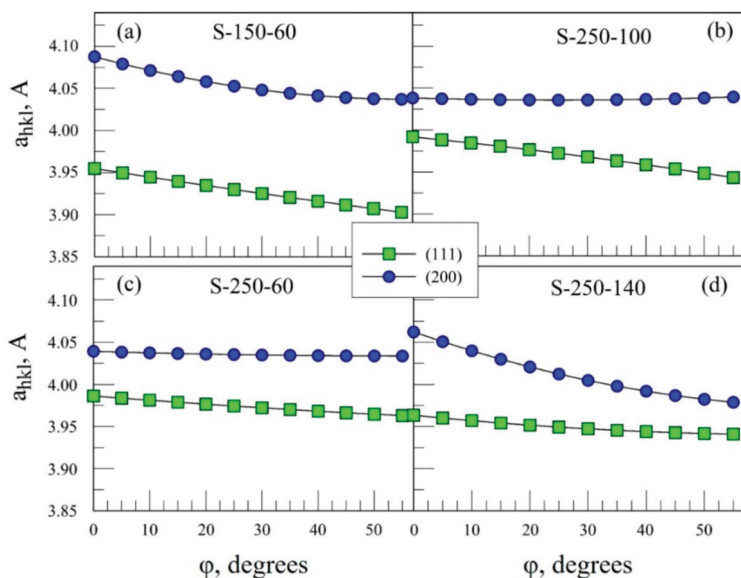 (a) S-150-60
S-250-100 (b)
4.10
4.05
4.00
3.95
3.90
3.85
a_hkl, A
(111)
(200)
(c) S-250-60
S-250-140 (d)
4.10
4.05
4.00
3.95
3.90
3.85
a_hkl, A
0 10 20 30 40 50
0 10 20 30 40 50
φ, degrees
φ, degrees